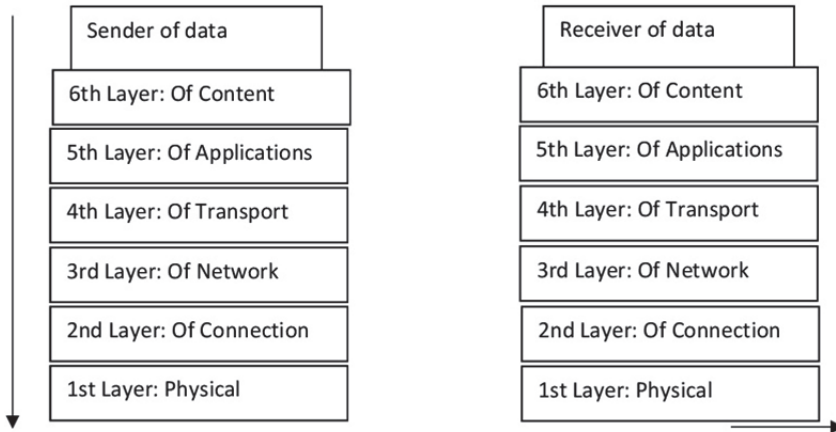 Sender of data
6th Layer: Of Content
5th Layer: Of Applications
4th Layer: Of Transport
3rd Layer: Of Network
2nd Layer: Of Connection
1st Layer: Physical
Receiver of data
6th Layer: Of Content
5th Layer: Of Applications
4th Layer: Of Transport
3rd Layer: Of Network
2nd Layer: Of Connection
1st Layer: Physical